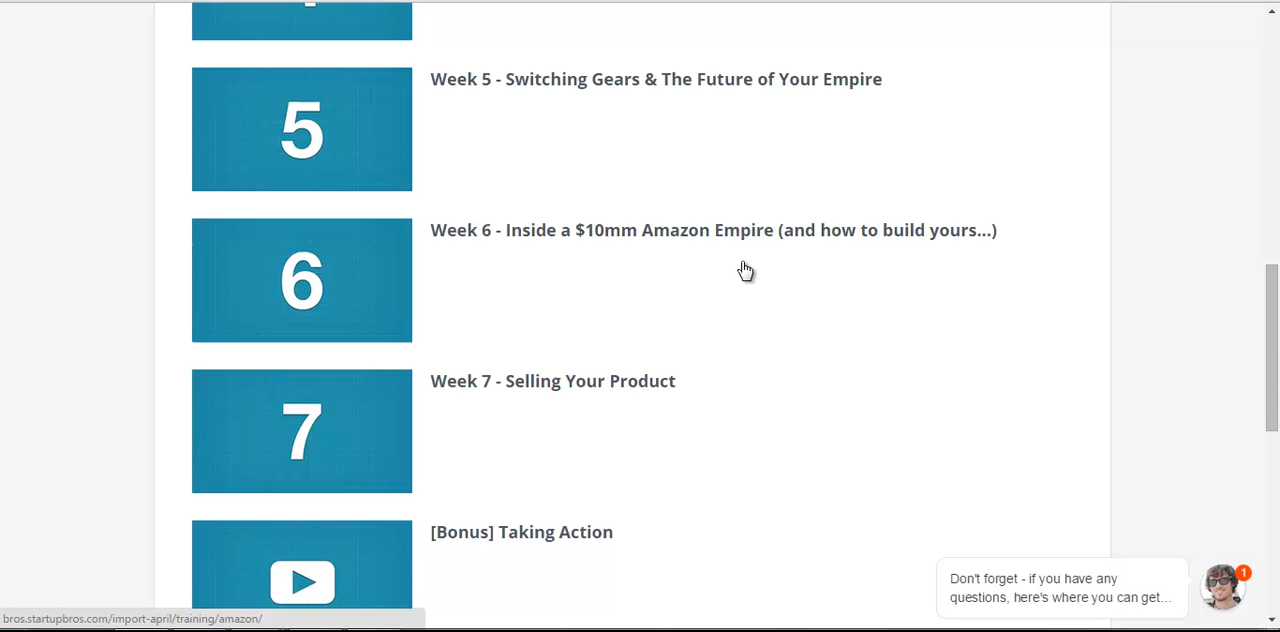 Week 5 - Switching Gears & The Future of Your Empire
5
Week 6 - Inside a $10mm Amazon Empire (and how to build yours...)
6
Week 7 - Selling Your Product
7
[Bonus] Taking Action
Don't forget - if you have any
questions, here's where you can get...
1
bros.startupbros.com/import-april/training/amazon/